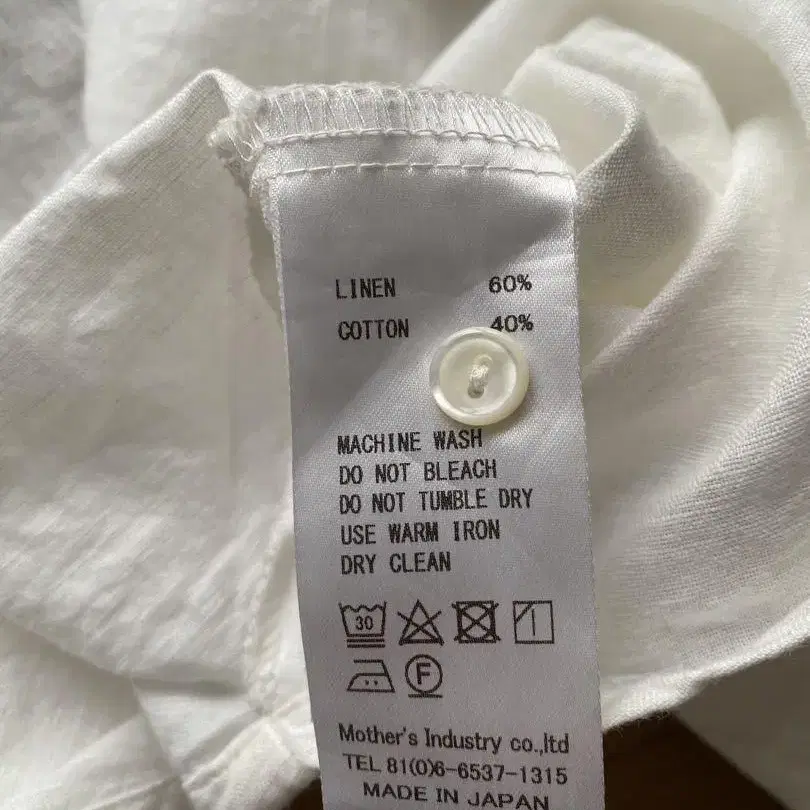 LINEN 60%
COTTON 40%
MACHINE WASH
DO NOT BLEACH
DO NOT TUMBLE DRY
USE WARM IRON
DRY CLEAN
30
F
Mother's Industry co.,ltd
TEL 81(0)6-6537-1315
MADE IN JAPAN